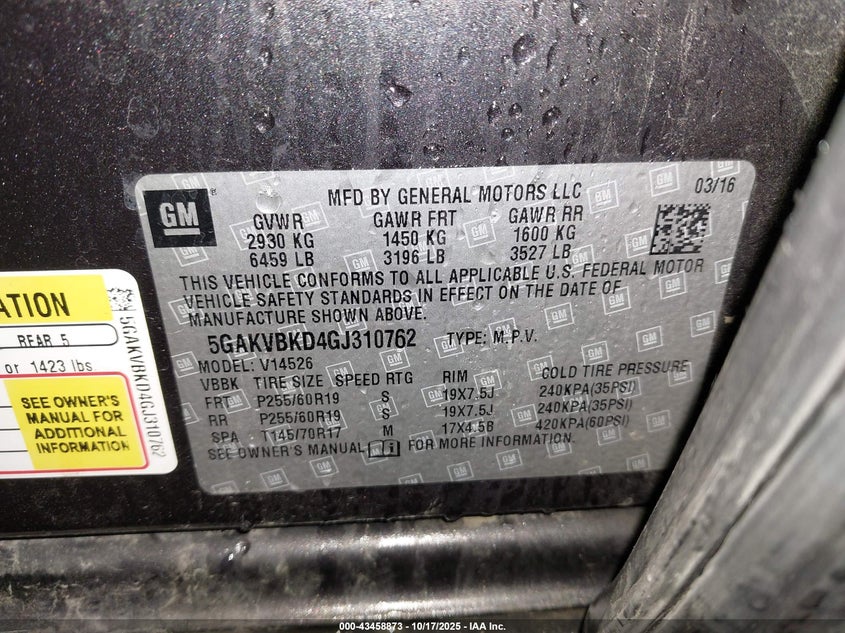 GM
MFD BY GENERAL MOTORS LLC
03/16
GVWR GAWR FRT GAWR RR
2930 KG 1450 KG 1600 KG
6459 LB 3196 LB 3527 LB
THIS VEHICLE CONFORMS TO ALL APPLICABLE U.S. FEDERAL MOTOR
VEHICLE SAFETY STANDARDS IN EFFECT ON THE DATE OF
MANUFACTURE SHOWN ABOVE.
5GAKVBKD4GJ310762 TYPE: M.P.V.
MODEL: V14526
VBBK TIRE SIZE SPEED RTG RIM COLD TIRE PRESSURE
FRT P255/60R19 S 19X7.5J 240KPA(35PSI)
RR P255/60R19 S 19X7.5J 240KPA(35PSI)
SPA T145/70R17 M 17X4.5B 420KPA(60PSI)
SEE OWNER'S MANUAL FOR MORE INFORMATION.
ATION
REAR 5
or 1423 lbs
SEE OWNER'S
MANUAL FOR
ADDITIONAL
INFORMATION
5GAKVBKD4GJ310762
000-43458873 - 10/17/2025 - IAA Inc.